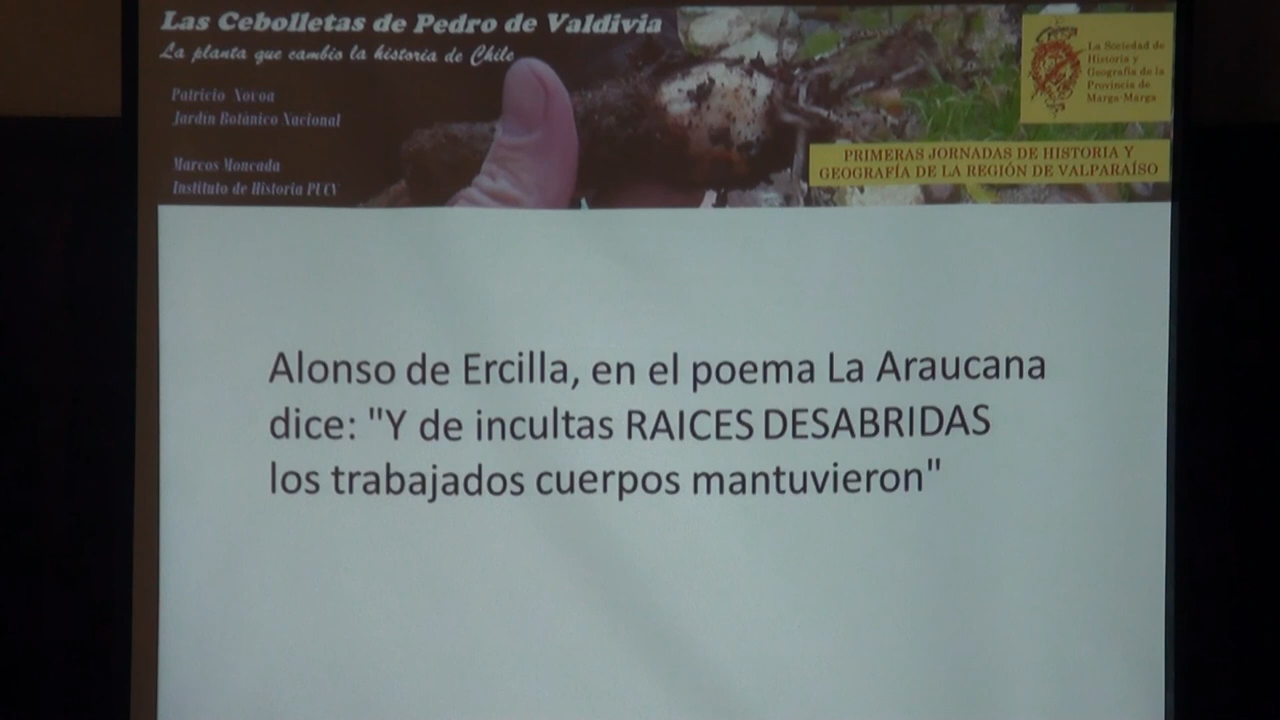 Las Cebolletas de Pedro de Valdivia
La planta que cambio la historia de Chile
Patricio Novoa
Jardín Botánico Nacional
Marcos Moncada
Instituto de Historia PUCV
La Sociedad de
Historia y
Geografía de la
Provincia de
Marga-Marga
PRIMERAS JORNADAS DE HISTORIA Y
GEOGRAFÍA DE LA REGIÓN DE VALPARAÍSO
Alonso de Ercilla, en el poema La Araucana
dice: "Y de incultas RAICES DESABRIDAS
los trabajados cuerpos mantuvieron"